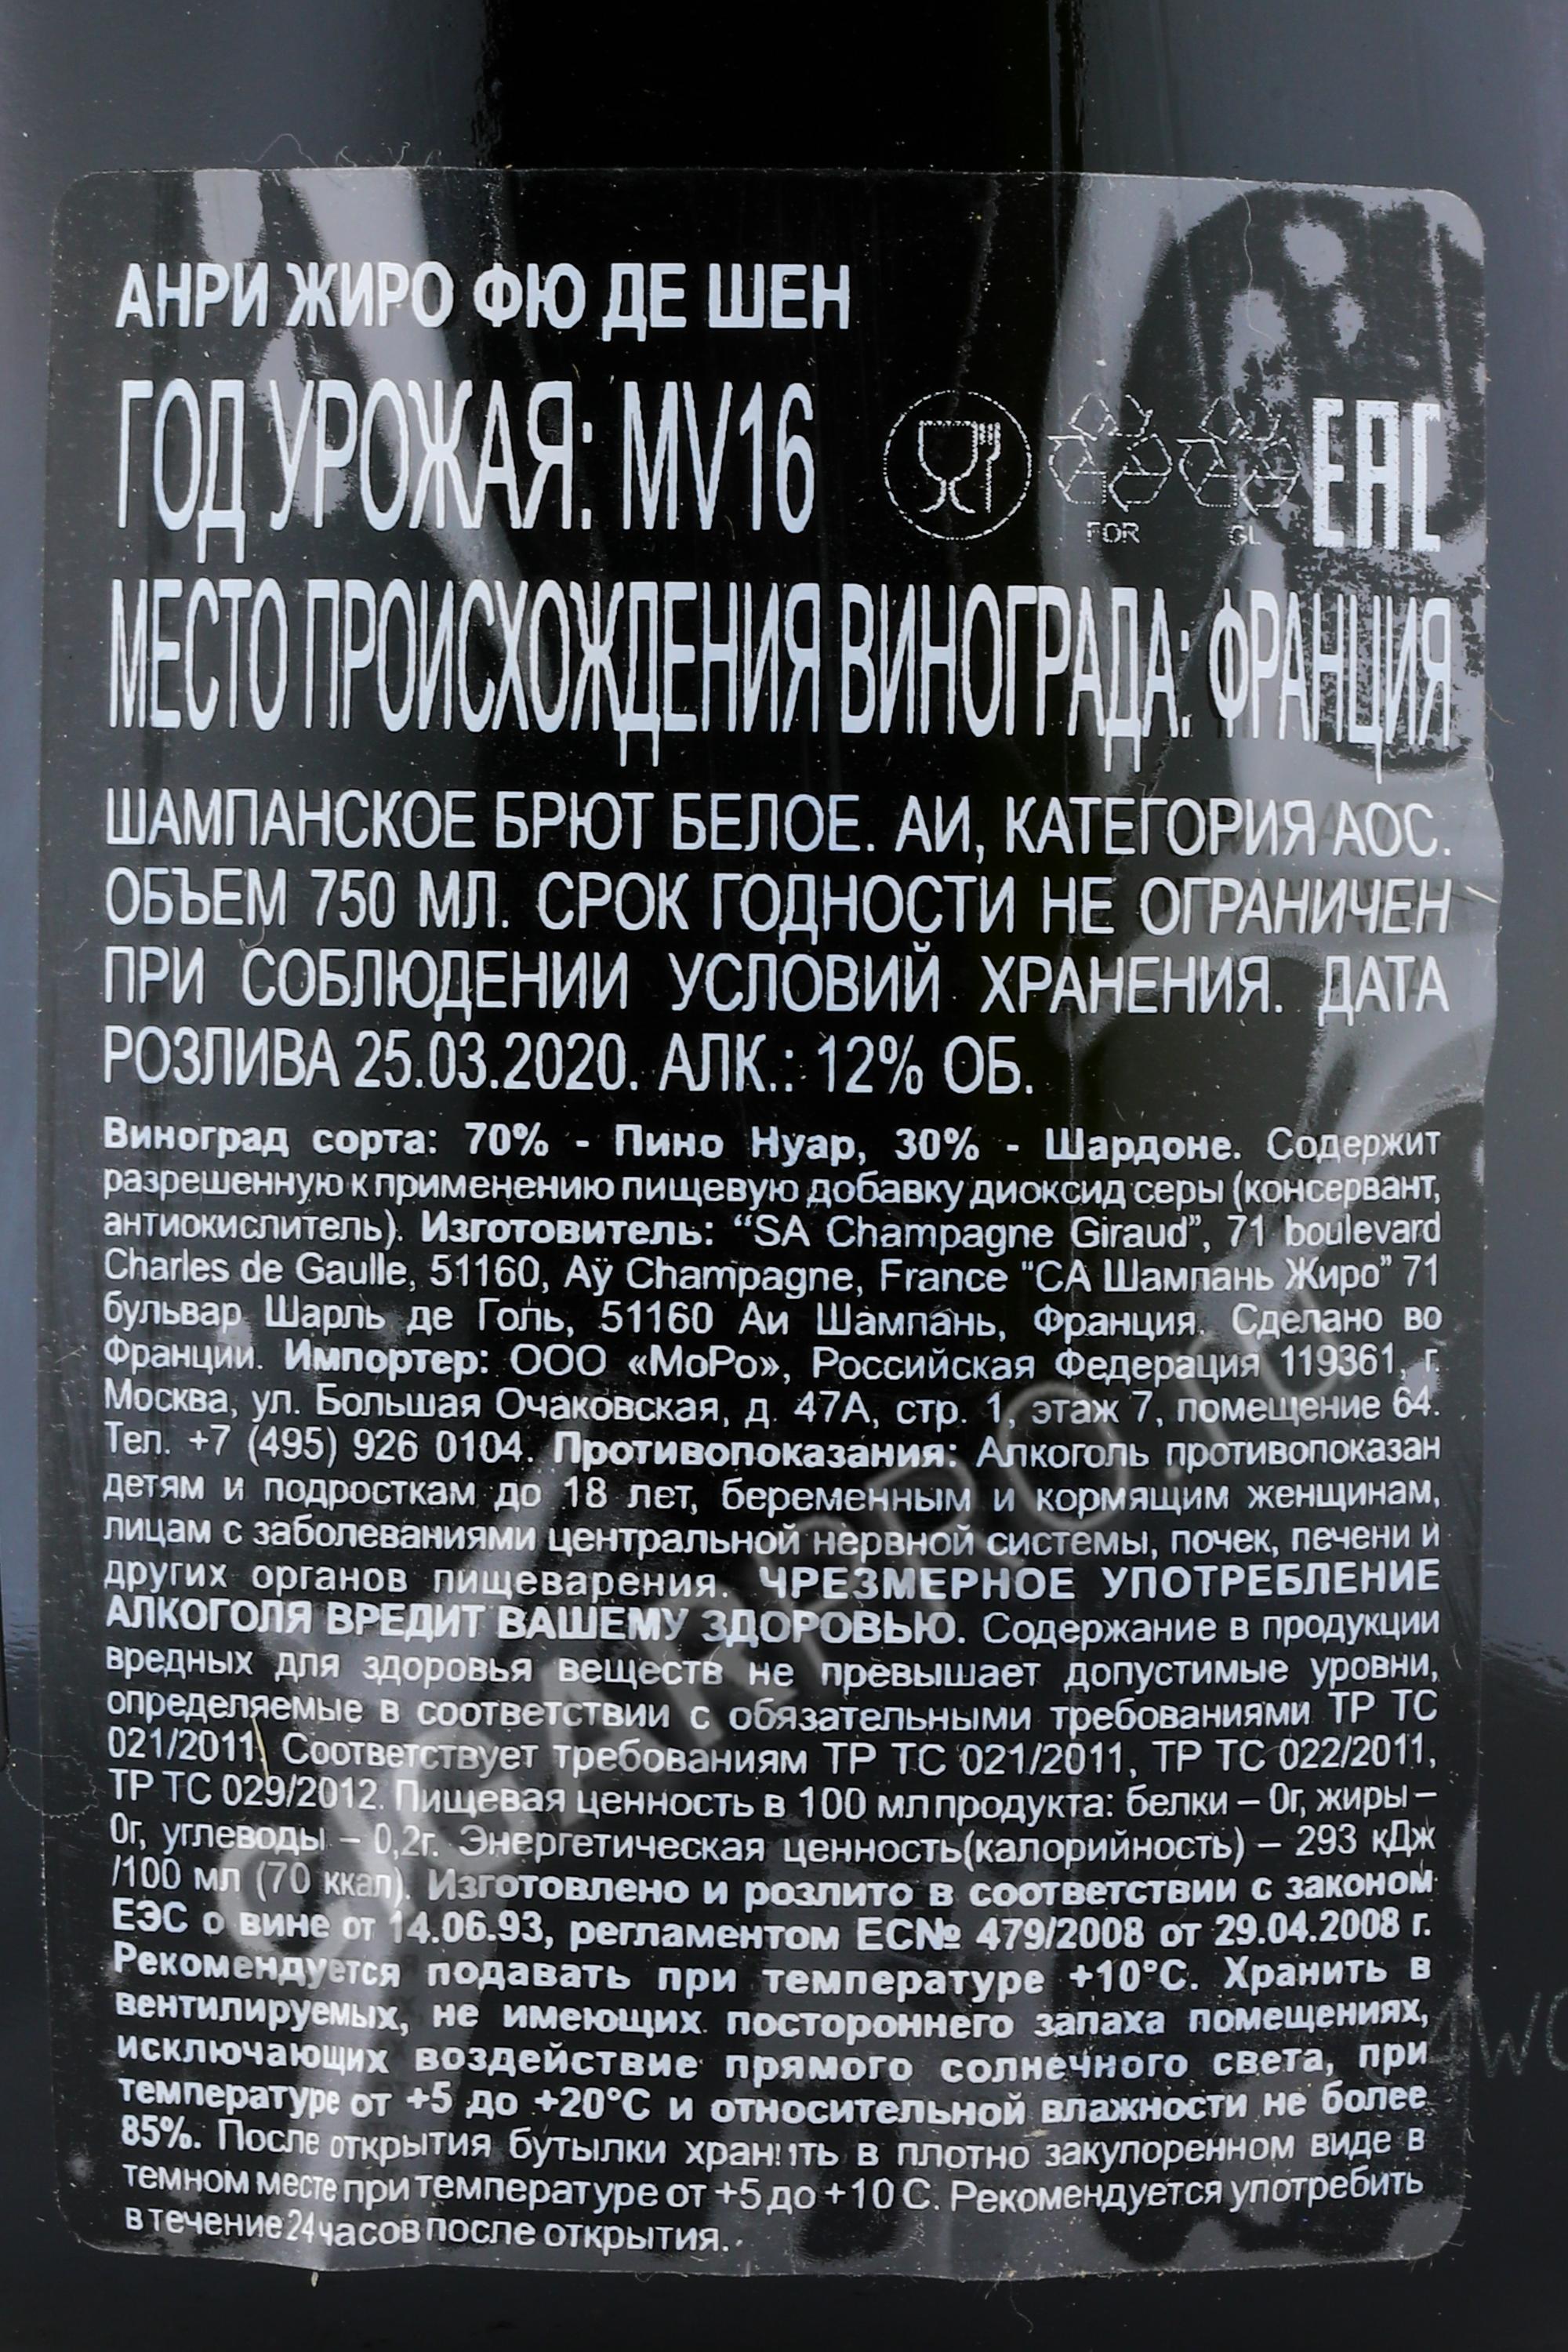 АНРИ ЖИРО ФЮ ДЕ ШЕН
ГОД УРОЖАЯ: MV16
FOR GL EAC
МЕСТО ПРОИСХОЖДЕНИЯ ВИНОГРАДА: ФРАНЦИЯ
ШАМПАНСКОЕ БРЮТ БЕЛОЕ. АИ, КАТЕГОРИЯ АОС.
ОБЪЕМ 750 МЛ. СРОК ГОДНОСТИ НЕ ОГРАНИЧЕН
ПРИ СОБЛЮДЕНИИ УСЛОВИЙ ХРАНЕНИЯ. ДАТА
РОЗЛИВА 25.03.2020. АЛК.: 12% ОБ.
Виноград сорта: 70% - Пино Нуар, 30% - Шардоне. Содержит
разрешенную к применению пищевую добавку диоксид серы (консервант,
антиокислитель). Изготовитель: “SA Champagne Giraud”, 71 boulevard
Charles de Gaulle, 51160, Aÿ Champagne, France "СА Шампань Жиро” 71
бульвар Шарль де Голь, 51160 Аи Шампань, Франция. Сделано во
Франции. Импортер: ООО «МоРо», Российская Федерация 119361, г.
Москва, ул. Большая Очаковская, д. 47А, стр. 1, этаж 7, помещение 64.
Тел. +7 (495) 926 0104. Противопоказания: Алкоголь противопоказан
детям и подросткам до 18 лет, беременным и кормящим женщинам,
лицам с заболеваниями центральной нервной системы, почек, печени и
других органов пищеварения. ЧРЕЗМЕРНОЕ УПОТРЕБЛЕНИЕ
АЛКОГОЛЯ ВРЕДИТ ВАШЕМУ ЗДОРОВЬЮ. Содержание в продукции
вредных для здоровья веществ не превышает допустимые уровни,
определяемые в соответствии с обязательными требованиями ТР ТС
021/2011. Соответствует требованиям ТР ТС 021/2011, ТР ТС 022/2011,
ТР ТС 029/2012. Пищевая ценность в 100 мл продукта: белки – 0г, жиры –
0г, углеводы – 0,2г. Энергетическая ценность(калорийность) – 293 кДж
/100 мл (70 ккал). Изготовлено и розлито в соответствии с законом
ЕЭС о вине от 14.06.93, регламентом ЕС№ 479/2008 от 29.04.2008 г.
Рекомендуется подавать при температуре +10°С. Хранить в
вентилируемых, не имеющих постороннего запаха помещениях,
исключающих воздействие прямого солнечного света, при
температуре от +5 до +20°С и относительной влажности не более
85%. После открытия бутылки хранить в плотно закупоренном виде в
темном месте при температуре от +5 до +10 С. Рекомендуется употребить
в течение 24 часов после открытия.
CIGARPRO.ru